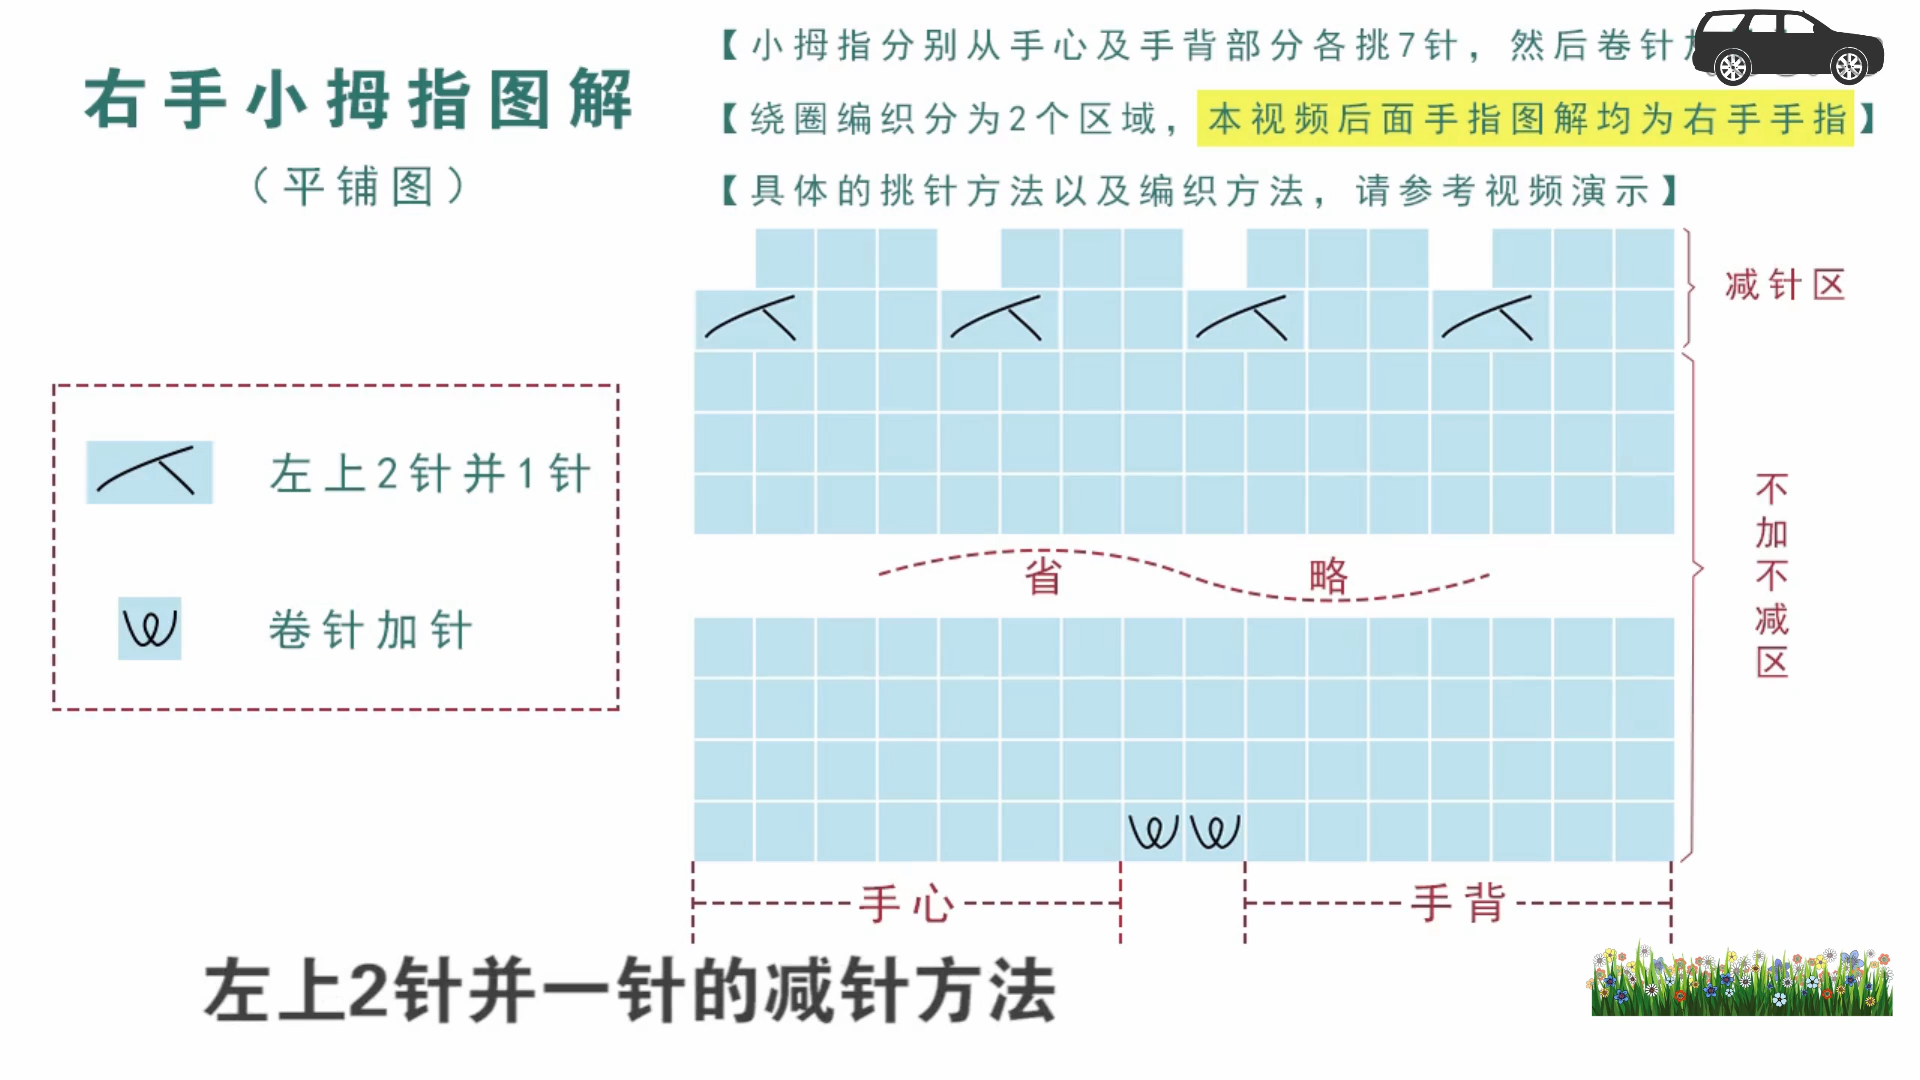 右手小拇指图解
（平铺图）
【小拇指分别从手心及手背部分各挑7针，然后卷针
【绕圈编织分为2个区域，本视频后面手指图解均为右手手指】
【具体的挑针方法以及编织方法，请参考视频演示】
减针区
左上2针并1针
卷针加针
省略
不加不减区
手心
手背
左上2针并一针的减针方法